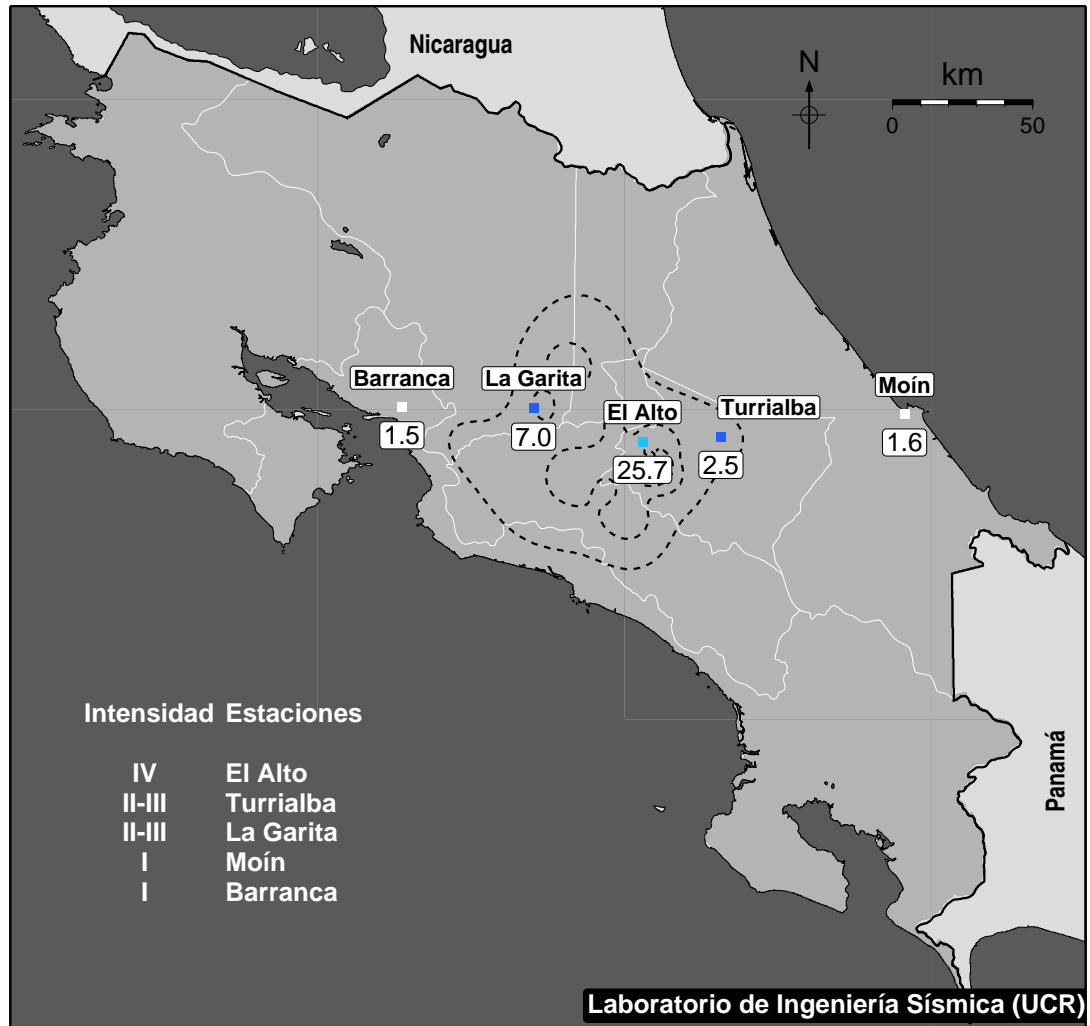 Nicaragua
N
km
0 50
Barranca
La Garita
El Alto
Turrialba
Moín
1.5
7.0
25.7
2.5
1.6
Intensidad Estaciones
IV El Alto
II-III Turrialba
II-III La Garita
I Moín
I Barranca
Panamá
Laboratorio de Ingeniería Sísmica (UCR)